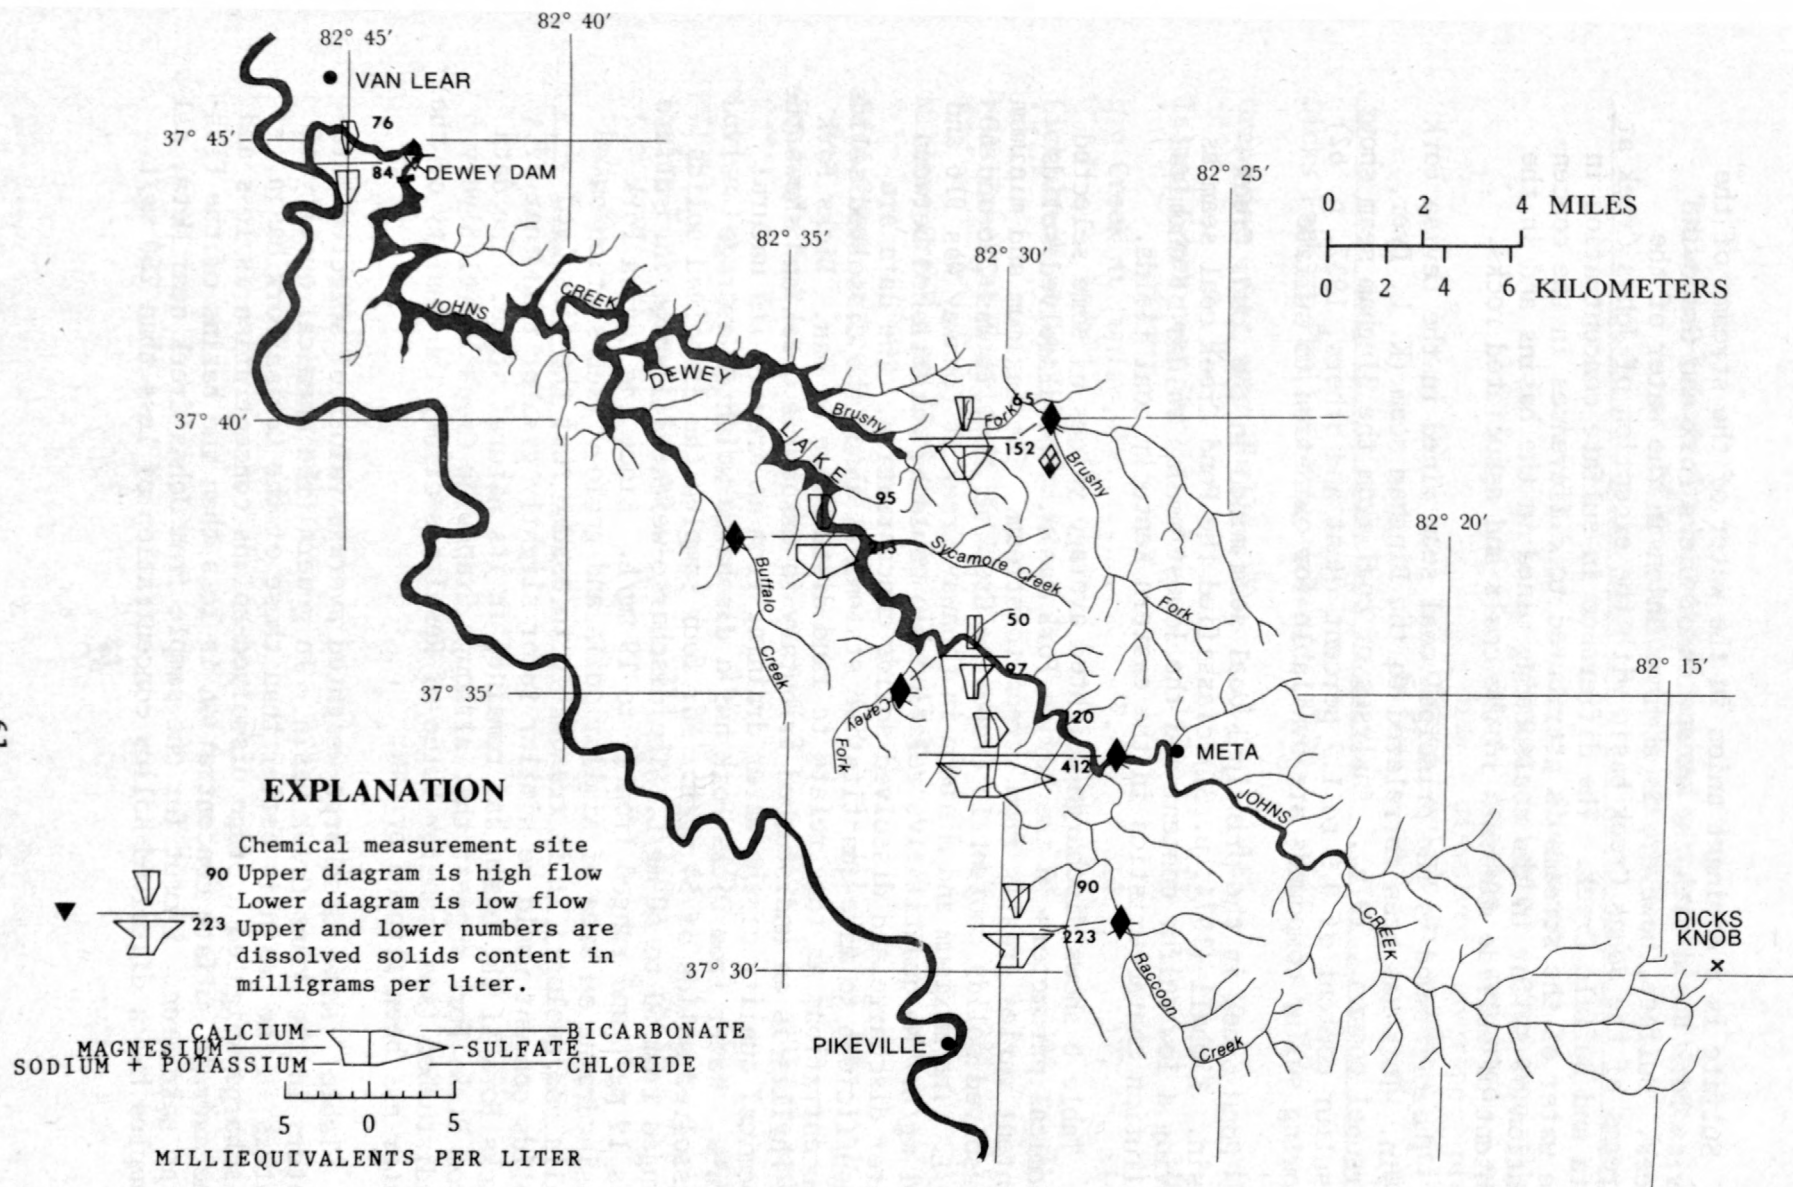 82° 40′
82° 45′
VAN LEAR
76
37° 45′
84
DEWEY DAM
82° 25′
0 2 4 MILES
82° 35′
82° 30′
0 2 4 6 KILOMETERS
JOHNS
CREEK
DEWEY
37° 40′
Brushy
Fork
65
LAKE
152
Brushy
95
82° 20′
213
Sycamore Creek
Buffalo
Fork
50
Creek
97
82° 15′
37° 35′
Caney
Fork
120
META
412
JOHNS
EXPLANATION
Chemical measurement site
90 Upper diagram is high flow
Lower diagram is low flow
223 Upper and lower numbers are
dissolved solids content in
milligrams per liter.
90
223
CREEK
DICKS
KNOB
37° 30′
Raccoon
Creek
CALCIUM
BICARBONATE
MAGNESIUM
SULFATE
SODIUM + POTASSIUM
CHLORIDE
PIKEVILLE
5 0 5
MILLIEQUIVALENTS PER LITER